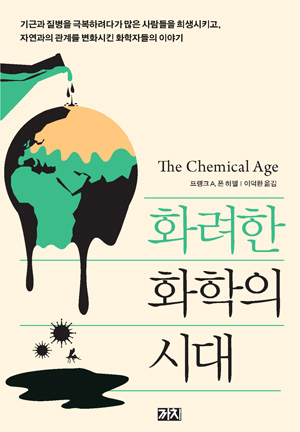 기근과 질병을 극복하려다가 많은 사람들을 희생시키고,
자연과의 관계를 변화시킨 화학자들의 이야기
The Chemical Age
프랭크 A. 폰 히펠 | 이덕환 옮김
화려한
화학의
시대
까치